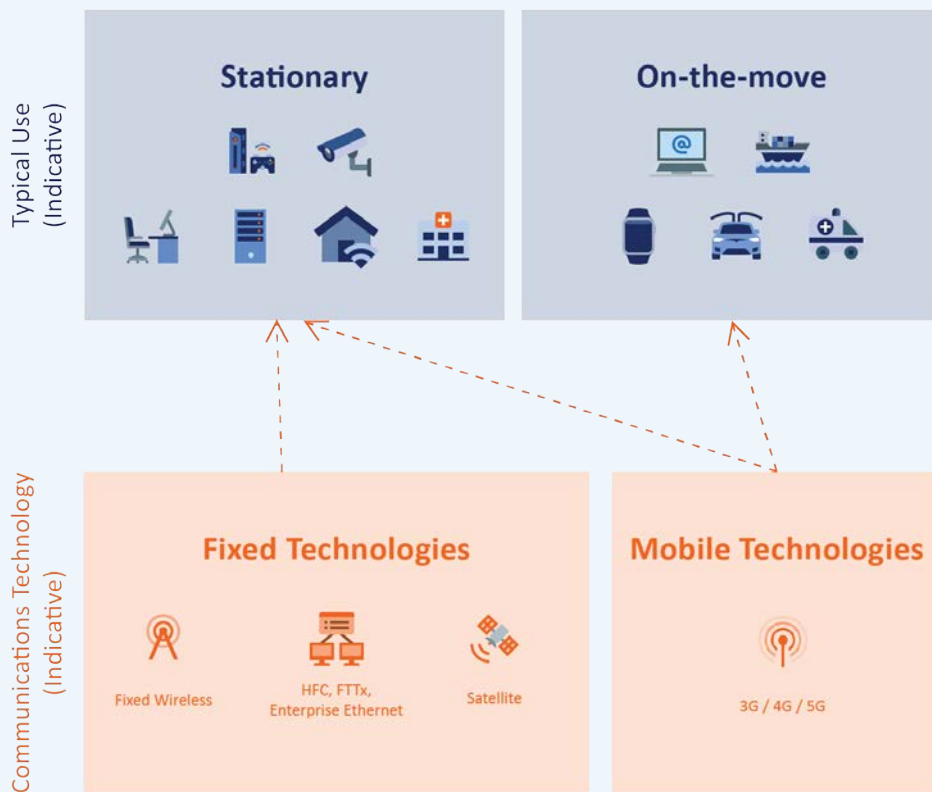 Typical Use
(Indicative)
Stationary
On-the-move
@
Communications Technology
(Indicative)
Fixed Technologies
Mobile Technologies
Fixed Wireless
HFC, FTTx,
Enterprise Ethernet
Satellite
3G / 4G / 5G